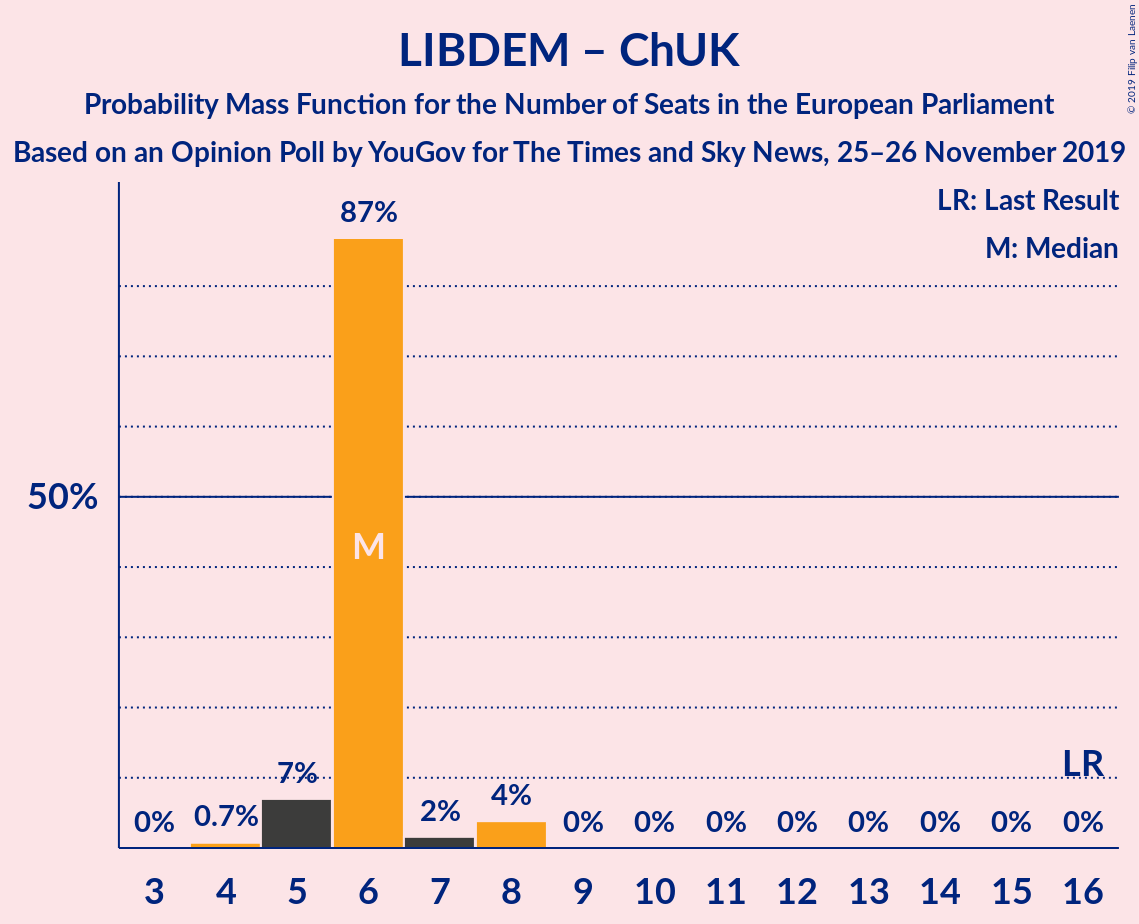 LIBDEM – ChUK
Probability Mass Function for the Number of Seats in the European Parliament
Based on an Opinion Poll by YouGov for The Times and Sky News, 25–26 November 2019
© 2019 Filip van Laenen
LR: Last Result
M: Median
87%
50%
M
7%
LR
0% 0.7% 2% 4% 0% 0% 0% 0% 0% 0% 0% 0%
3 4 5 6 7 8 9 10 11 12 13 14 15 16